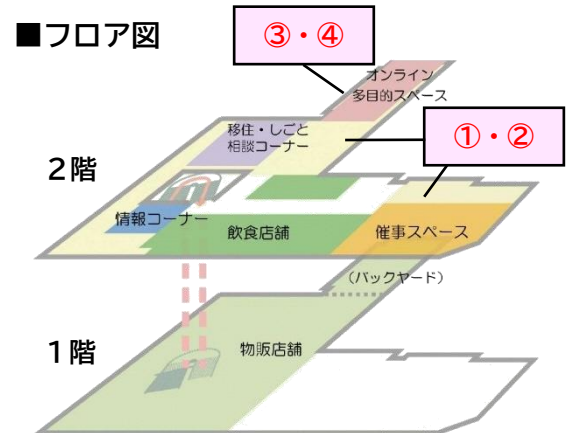 ■フロア図
③・④
オンライン
多目的スペース
移住・しごと
相談コーナー
①・②
2階
情報コーナー
飲食店舗
催事スペース
（バックヤード）
1階
物販店舗